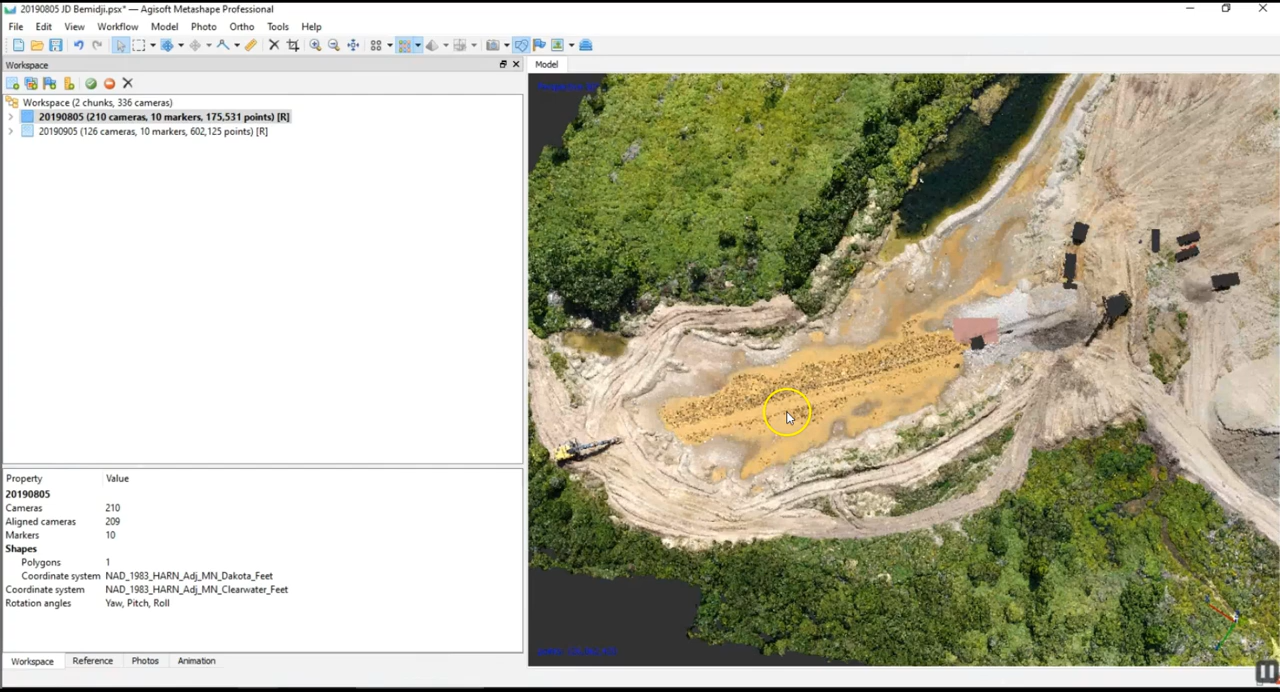 20190805 JD Bemidji.psx* — Agisoft Metashape Professional
File Edit View Workflow Model Photo Ortho Tools Help
Workspace
Model
Workspace (2 chunks, 336 cameras)
20190805 (210 cameras, 10 markers, 175,531 points) [R]
20190905 (126 cameras, 10 markers, 602,125 points) [R]
Property Value
20190805
Cameras 210
Aligned cameras 209
Markers 10
Shapes
Polygons 1
Coordinate system NAD_1983_HARN_Adj_MN_Dakota_Feet
Coordinate system NAD_1983_HARN_Adj_MN_Clearwater_Feet
Rotation angles Yaw, Pitch, Roll
Workspace Reference Photos Animation